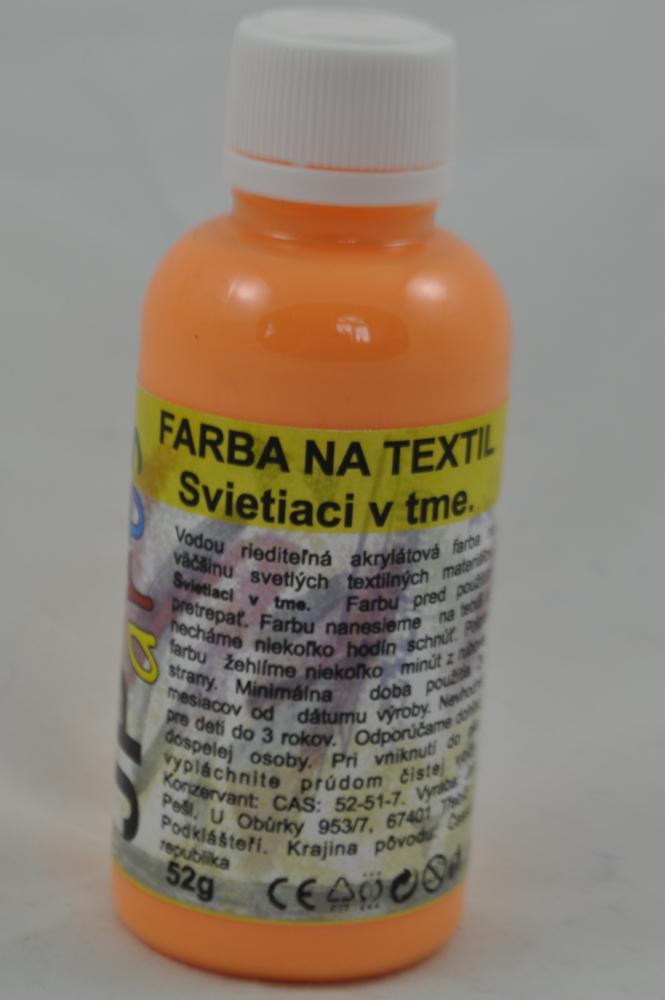 FARBA NA TEXTIL
Svietiaci v tme.
Vodou riediteľná akrylátová farba
väčšinu svetlých textilných
Svietiaci v tme. Farbu pred
pretrepať. Farbu nanesieme na
necháme niekoľko hodín schnúť.
farbu žehlíme niekoľko minút z
strany. Minimálna doba použitia
mesiacov od dátumu výroby.
pre deti do 3 rokov. Odporúčame
dospelej osoby. Pri vniknutí do
vypláchnite prúdom čistej
Konzervant: CAS: 52-51-7.
Peší, U Obůrky 953/7, 67401
Podklášteří. Krajina pôvodu:
republika
52g
CE